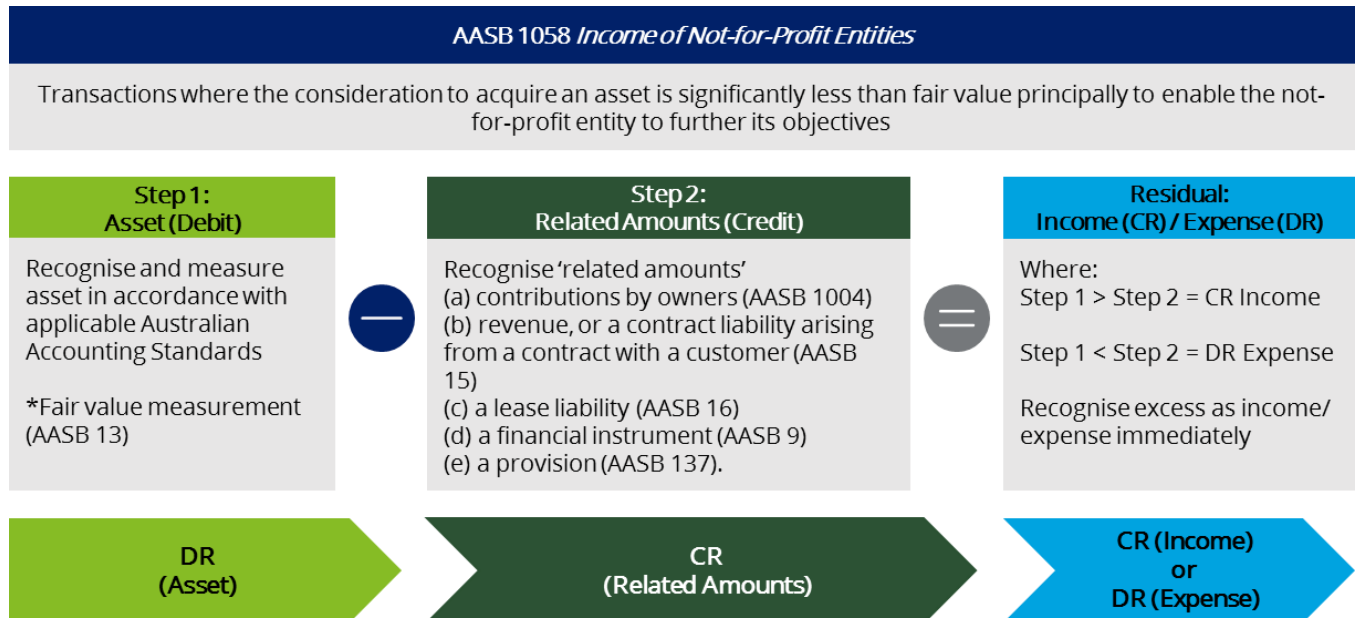 AASB 1058 Income of Not-for-Profit Entities
Transactions where the consideration to acquire an asset is significantly less than fair value principally to enable the not-
for-profit entity to further its objectives
Step 1:
Asset (Debit)
Recognise and measure
asset in accordance with
applicable Australian
Accounting Standards
*Fair value measurement
(AASB 13)
Step 2:
Related Amounts (Credit)
Recognise ‘related amounts’
(a) contributions by owners (AASB 1004)
(b) revenue, or a contract liability arising
from a contract with a customer (AASB
15)
(c) a lease liability (AASB 16)
(d) a financial instrument (AASB 9)
(e) a provision (AASB 137).
Residual:
Income (CR) / Expense (DR)
Where:
Step 1 > Step 2 = CR Income
Step 1 < Step 2 = DR Expense
Recognise excess as income/
expense immediately
DR
(Asset)
CR
(Related Amounts)
CR (Income)
or
DR (Expense)